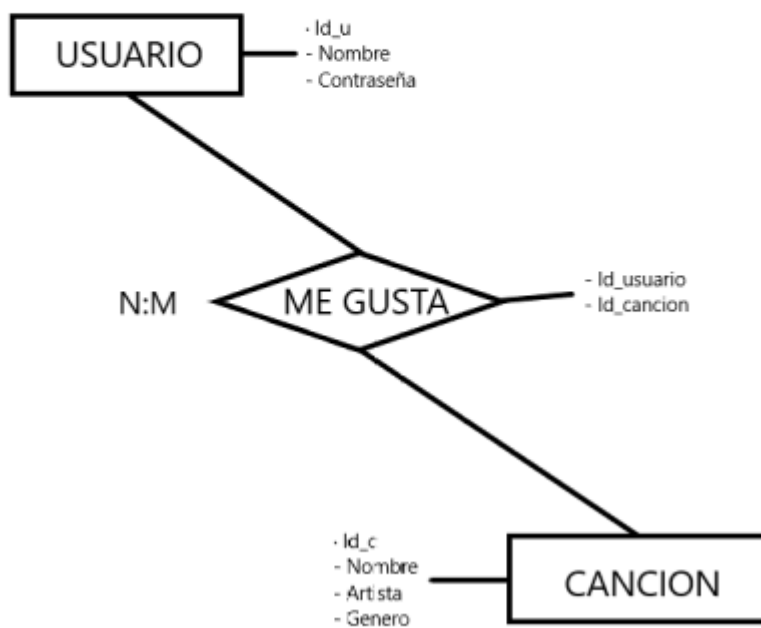 USUARIO
· Id_u
- Nombre
- Contraseña
N:M
ME GUSTA
- Id_usuario
- Id_cancion
· Id_c
- Nombre
- Artista
- Genero
CANCION